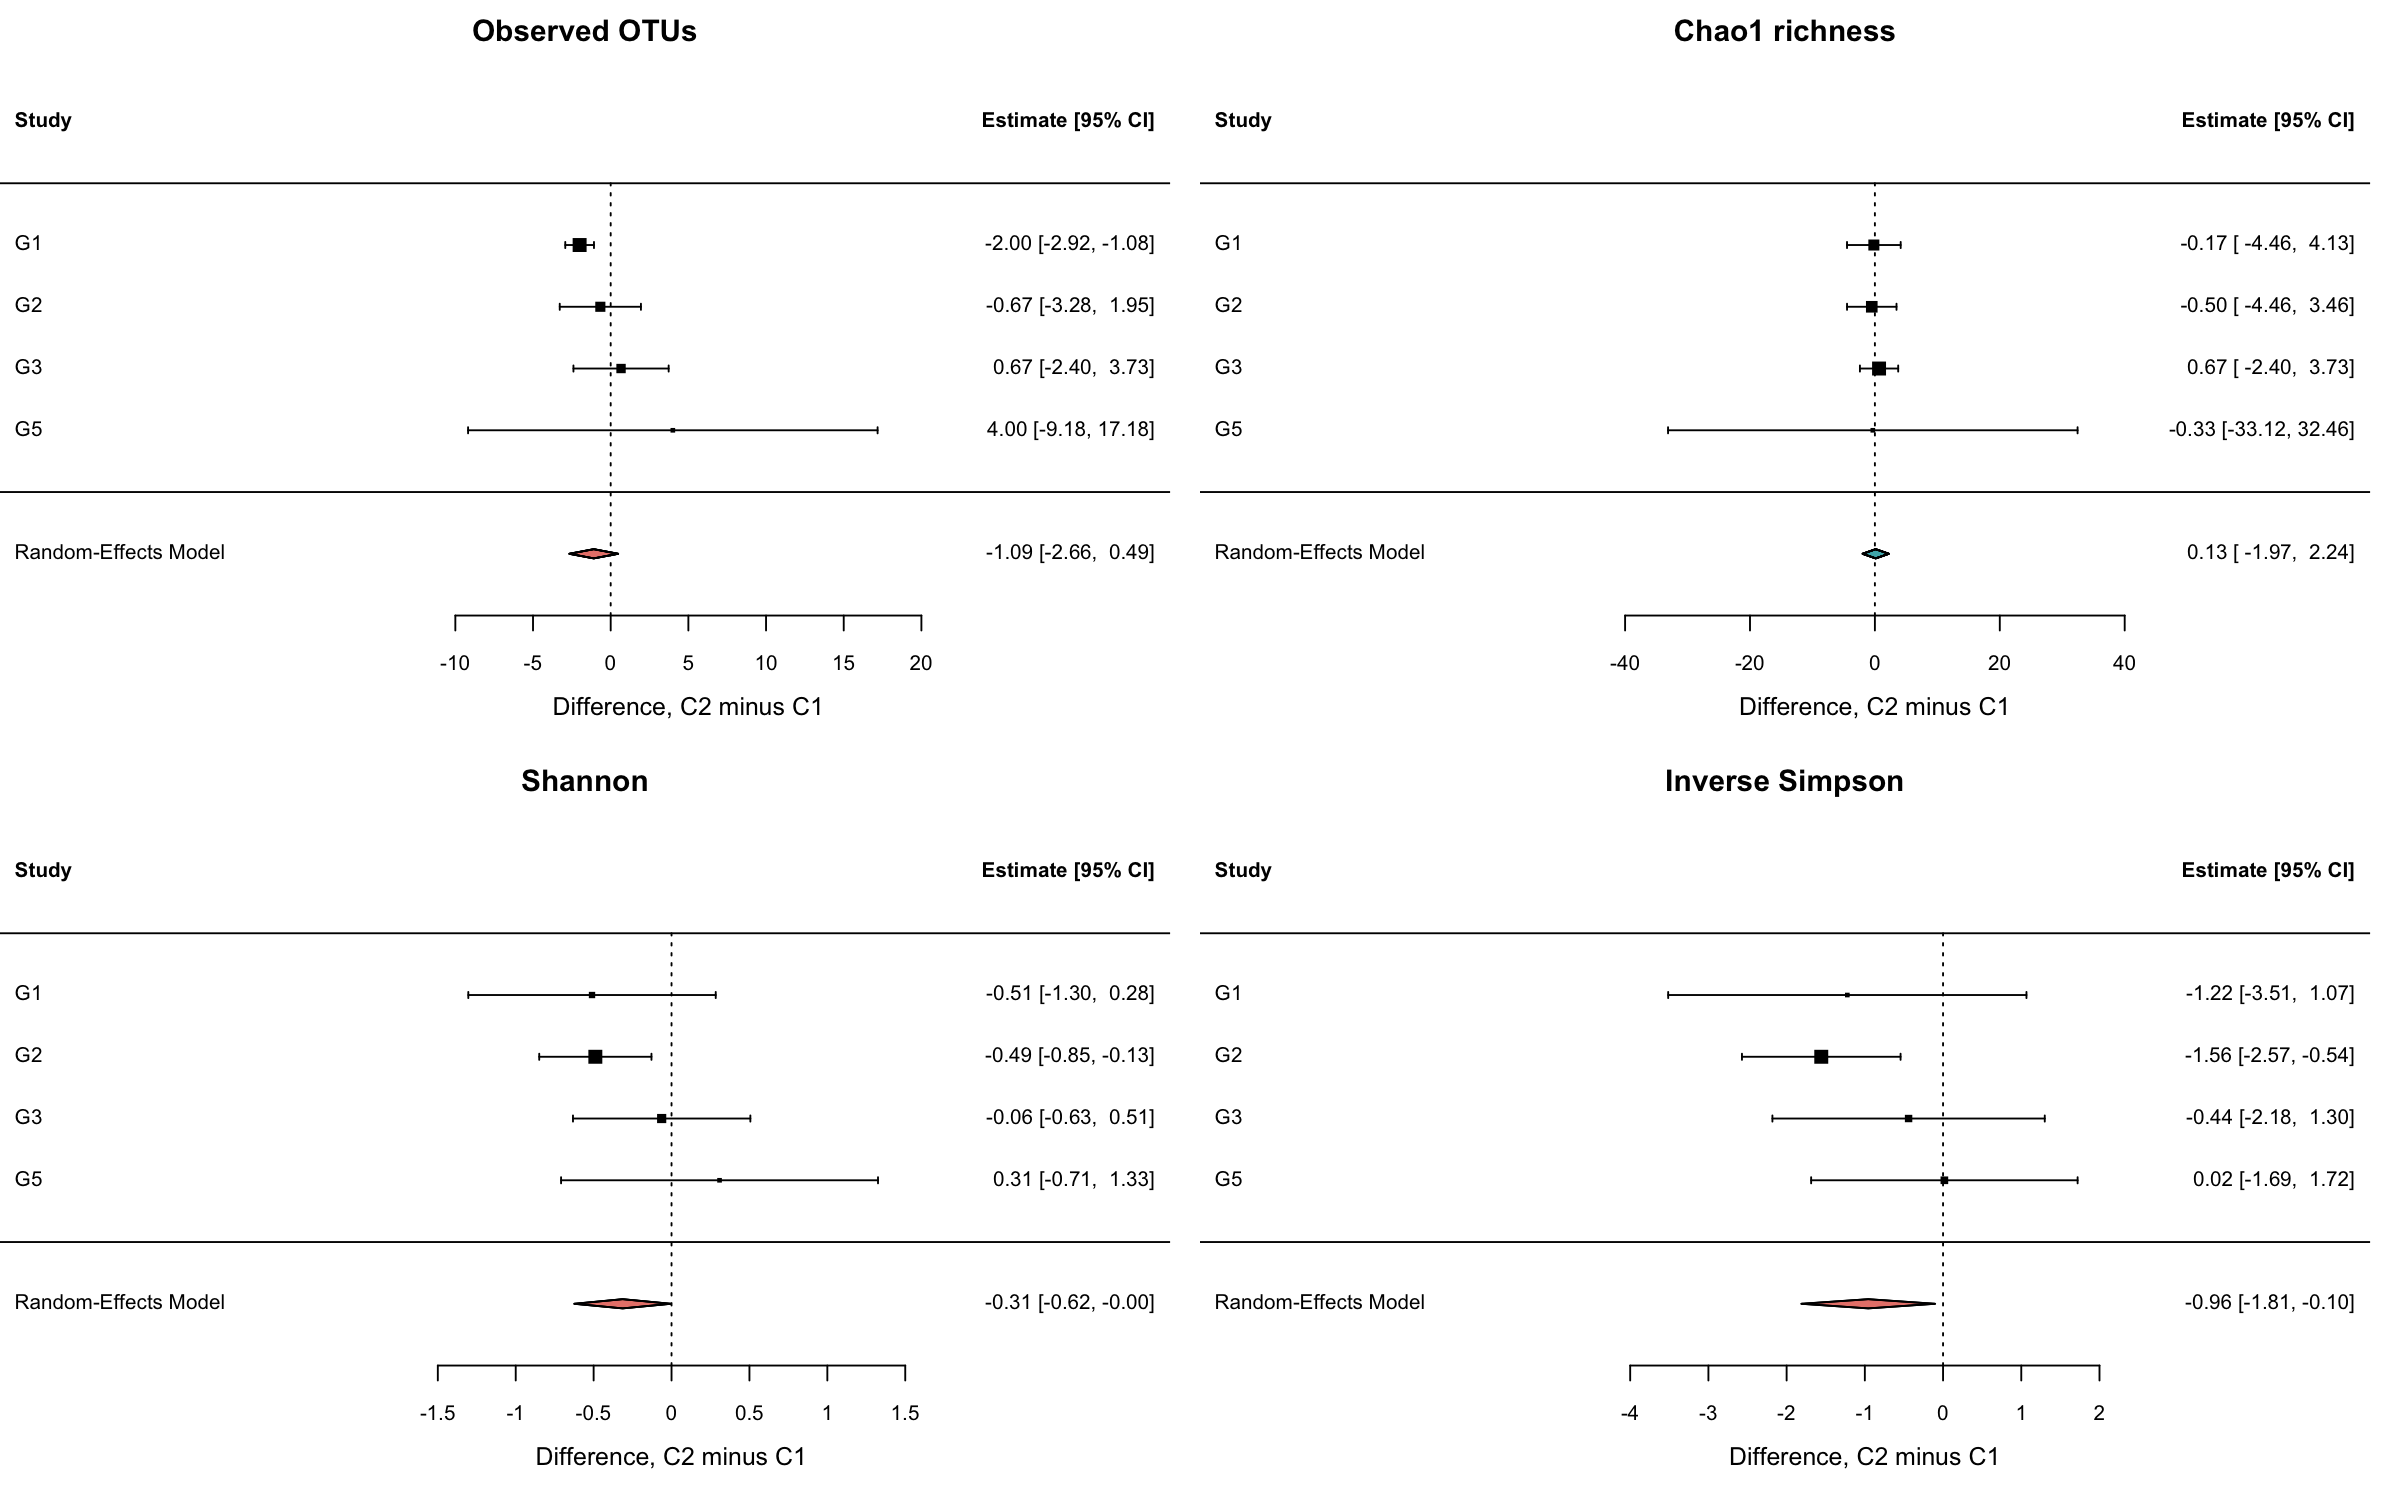 Observed OTUs
Study Estimate [95% CI]
G1 -2.00 [-2.92, -1.08]
G2 -0.67 [-3.28, 1.95]
G3 0.67 [-2.40, 3.73]
G5 4.00 [-9.18, 17.18]
Random-Effects Model -1.09 [-2.66, 0.49]
-10 -5 0 5 10 15 20
Difference, C2 minus C1
Chao1 richness
Study Estimate [95% CI]
G1 -0.17 [ -4.46, 4.13]
G2 -0.50 [ -4.46, 3.46]
G3 0.67 [ -2.40, 3.73]
G5 -0.33 [-33.12, 32.46]
Random-Effects Model 0.13 [ -1.97, 2.24]
-40 -20 0 20 40
Difference, C2 minus C1
Shannon
Study Estimate [95% CI]
G1 -0.51 [-1.30, 0.28]
G2 -0.49 [-0.85, -0.13]
G3 -0.06 [-0.63, 0.51]
G5 0.31 [-0.71, 1.33]
Random-Effects Model -0.31 [-0.62, -0.00]
-1.5 -1 -0.5 0 0.5 1 1.5
Difference, C2 minus C1
Inverse Simpson
Study Estimate [95% CI]
G1 -1.22 [-3.51, 1.07]
G2 -1.56 [-2.57, -0.54]
G3 -0.44 [-2.18, 1.30]
G5 0.02 [-1.69, 1.72]
Random-Effects Model -0.96 [-1.81, -0.10]
-4 -3 -2 -1 0 1 2
Difference, C2 minus C1